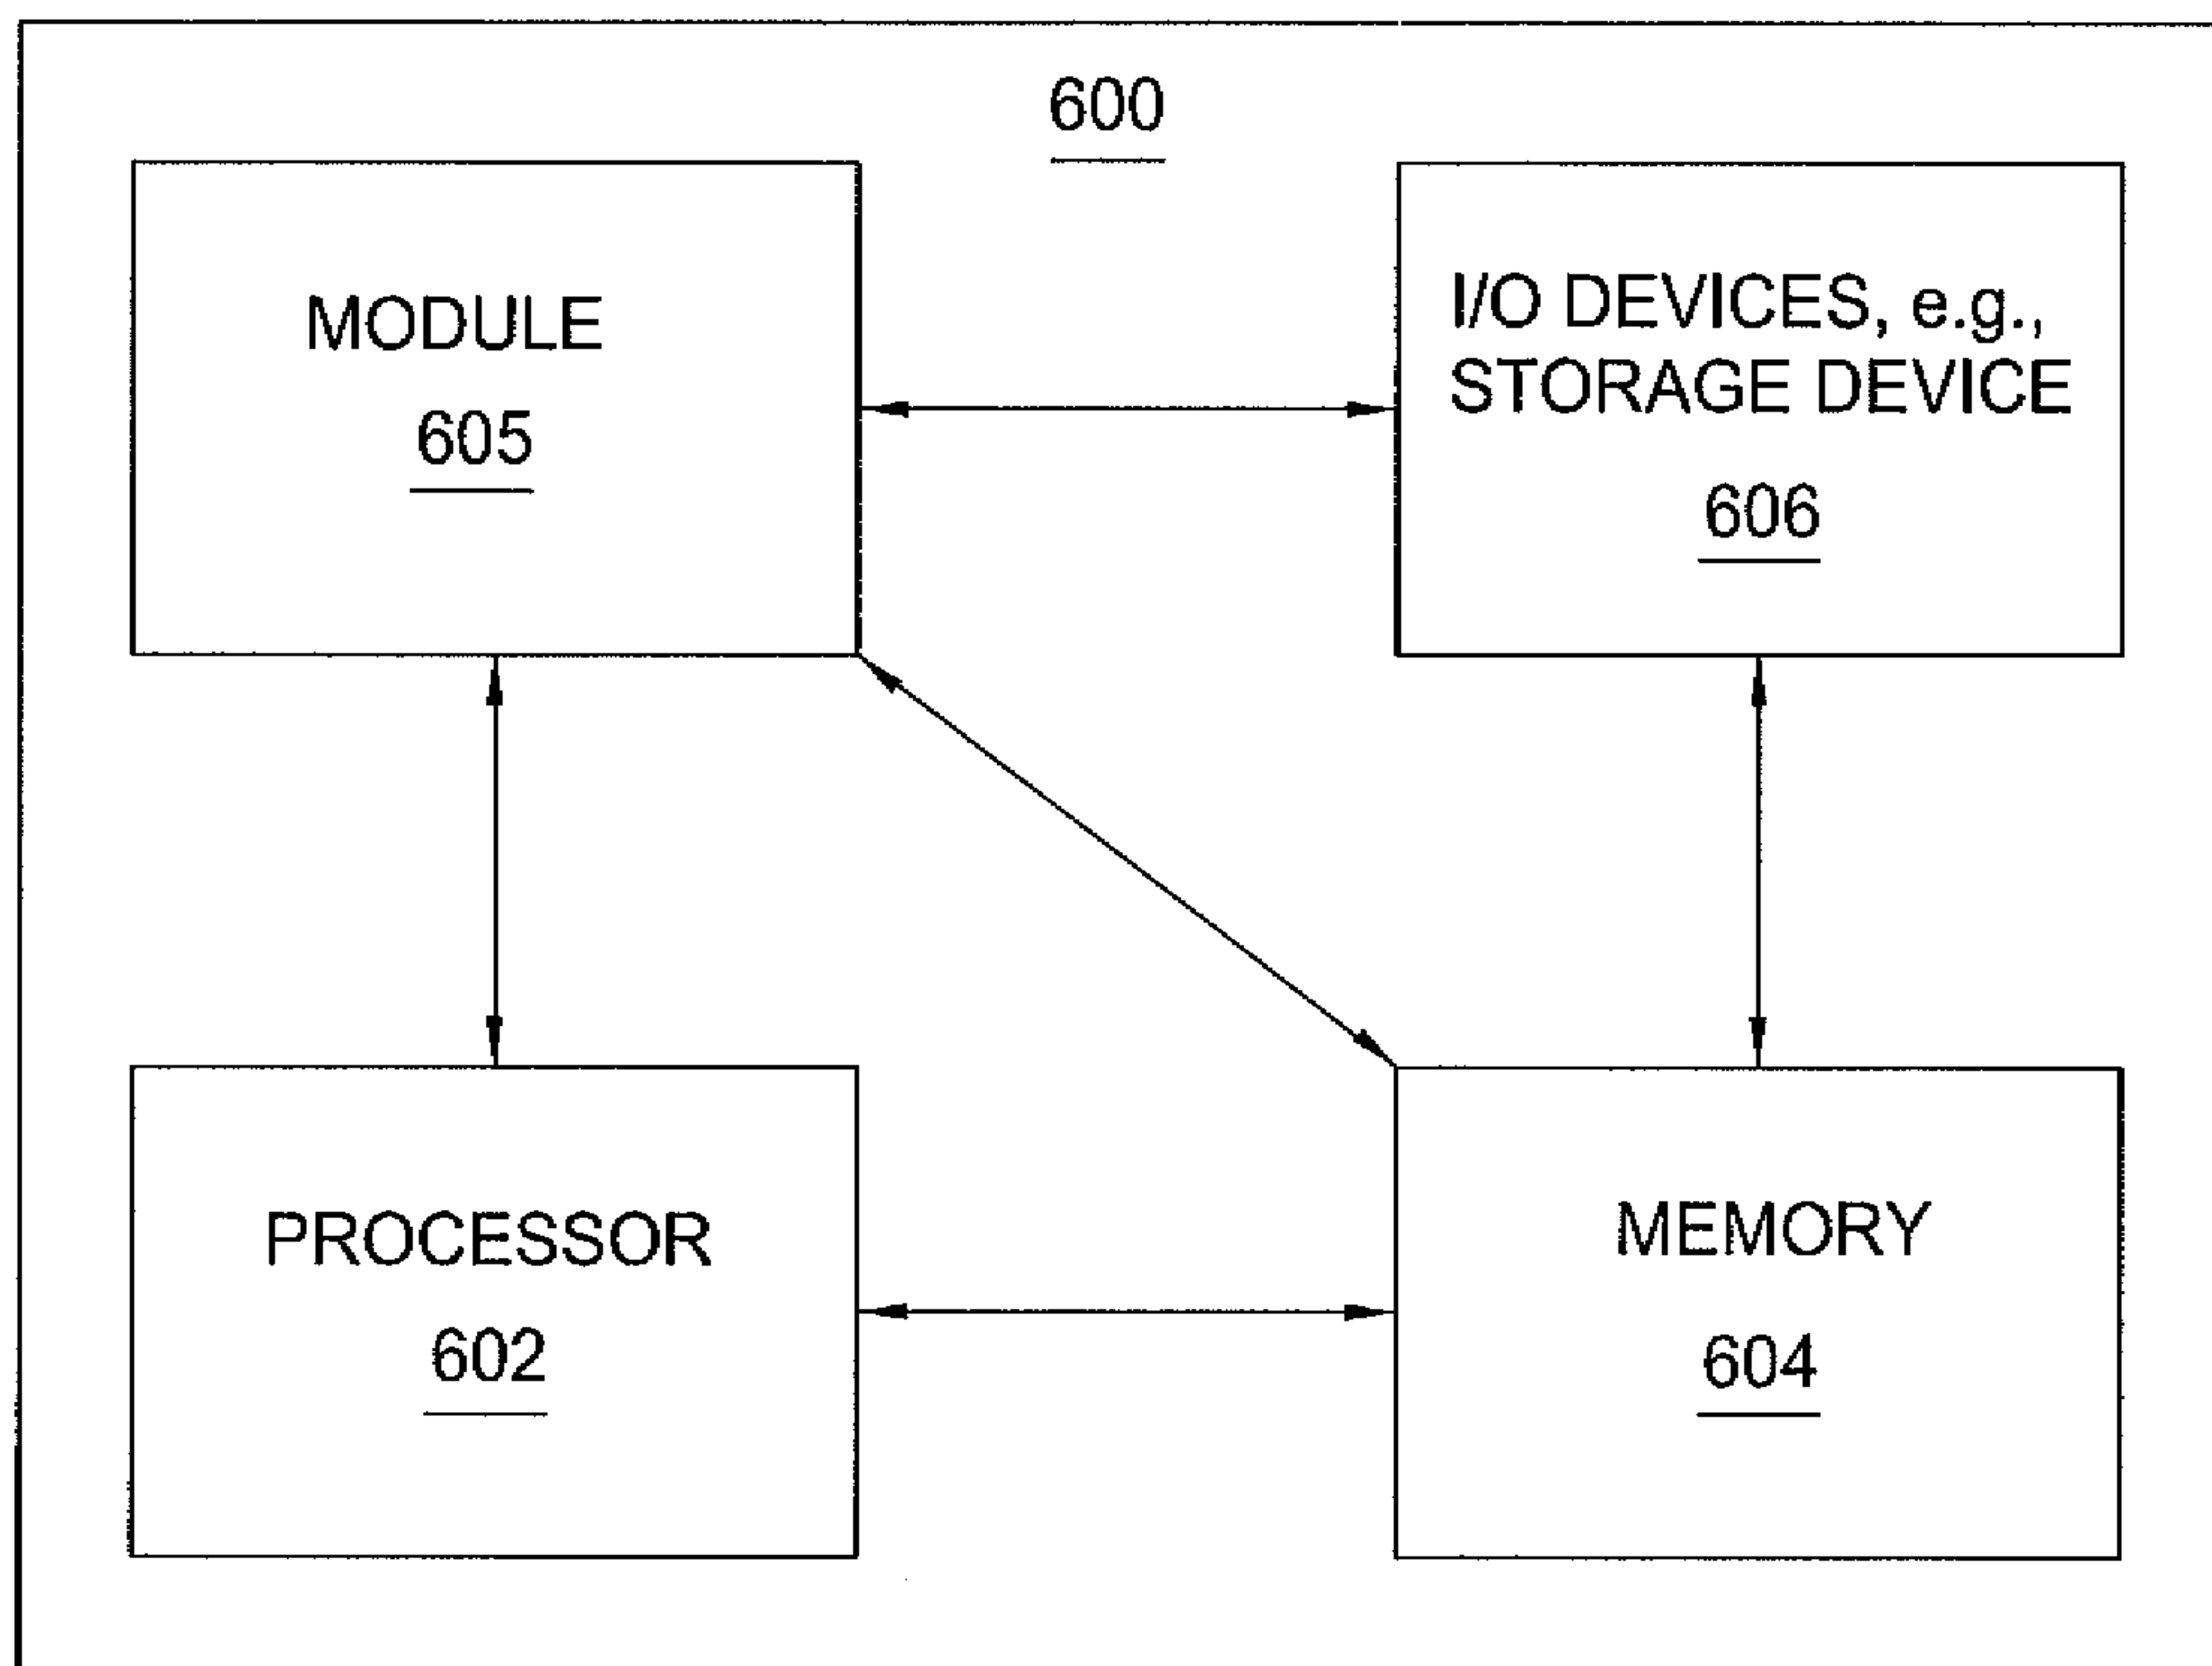 600
MODULE
605
I/O DEVICES, e.g.,
STORAGE DEVICE
606
PROCESSOR
602
MEMORY
604